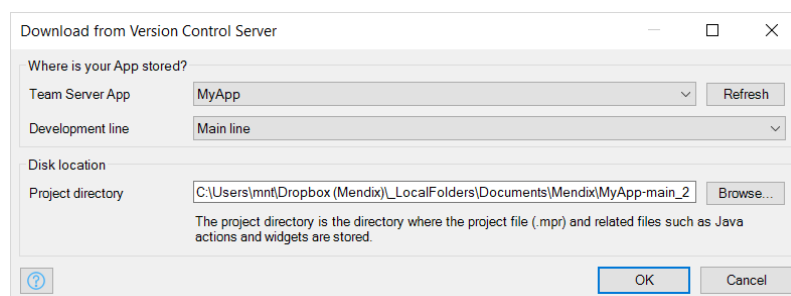 Download from Version Control Server
Where is your App stored?
Team Server App MyApp Refresh
Development line Main line
Disk location
Project directory C:\Users\mnt\Dropbox (Mendix)\_LocalFolders\Documents\Mendix\MyApp-main_2 Browse...
The project directory is the directory where the project file (.mpr) and related files such as Java
actions and widgets are stored.
? OK Cancel